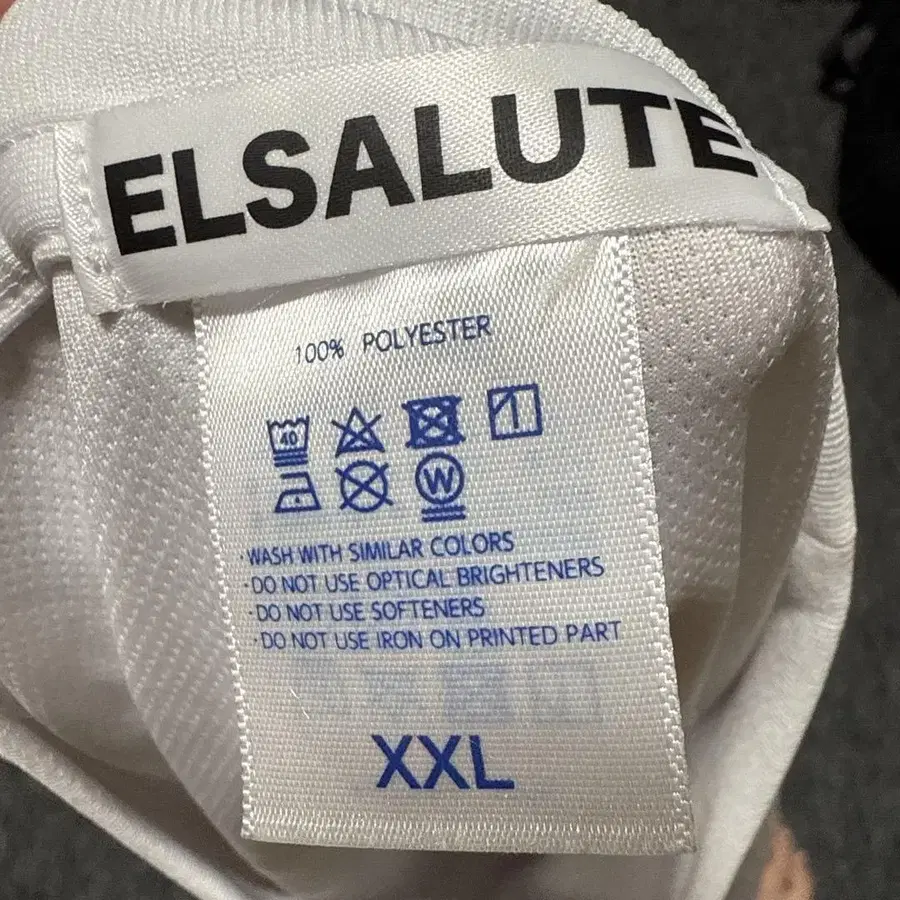 ELSALUTE
100% POLYESTER
40
W
·WASH WITH SIMILAR COLORS
·DO NOT USE OPTICAL BRIGHTENERS
·DO NOT USE SOFTENERS
·DO NOT USE IRON ON PRINTED PART
XXL